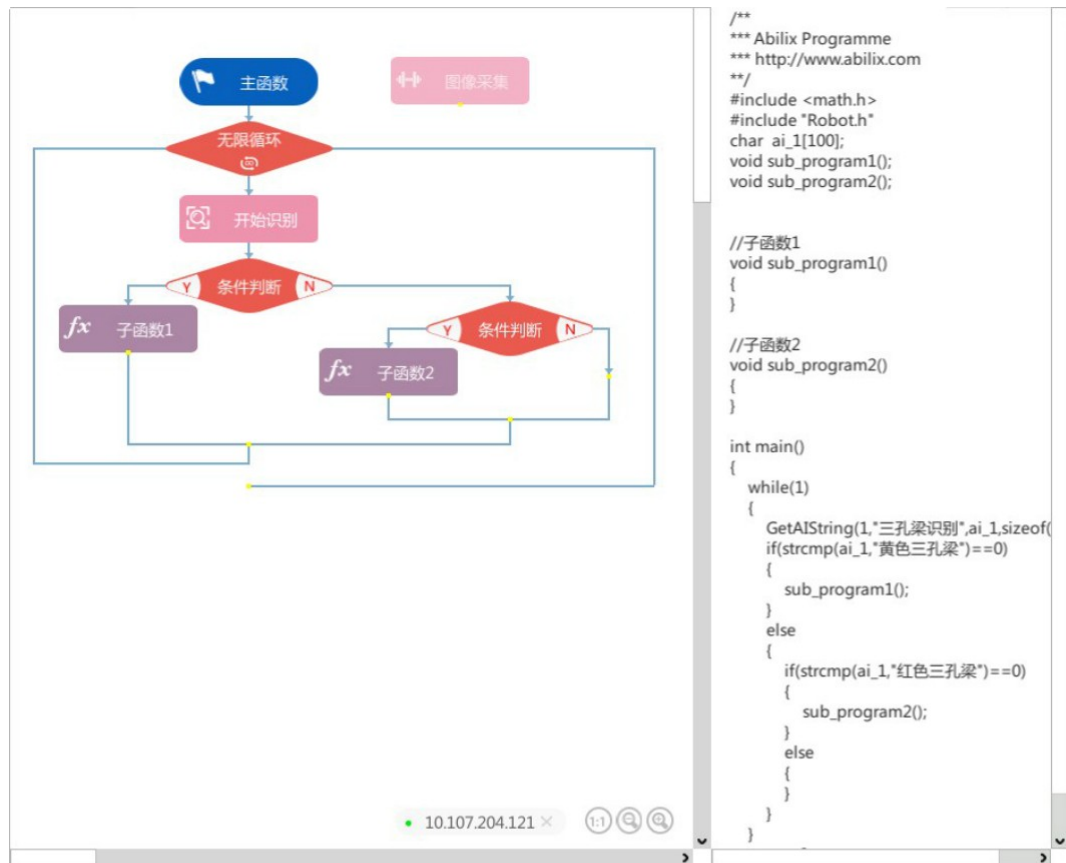 主函数
图像采集
无限循环
开始识别
Y 条件判断 N
fx 子函数1
Y 条件判断 N
fx 子函数2
10.107.204.121
1:1
/**
*** Abilix Programme
*** http://www.abilix.com
**/
#include <math.h>
#include "Robot.h"
char  ai_1[100];
void sub_program1();
void sub_program2();
//子函数1
void sub_program1()
{
}
//子函数2
void sub_program2()
{
}
int main()
{
while(1)
{
GetAIString(1,"三孔梁识别",ai_1,sizeof(
if(strcmp(ai_1,"黄色三孔梁")==0)
{
sub_program1();
}
else
{
if(strcmp(ai_1,"红色三孔梁")==0)
{
sub_program2();
}
else
{
}
}
}